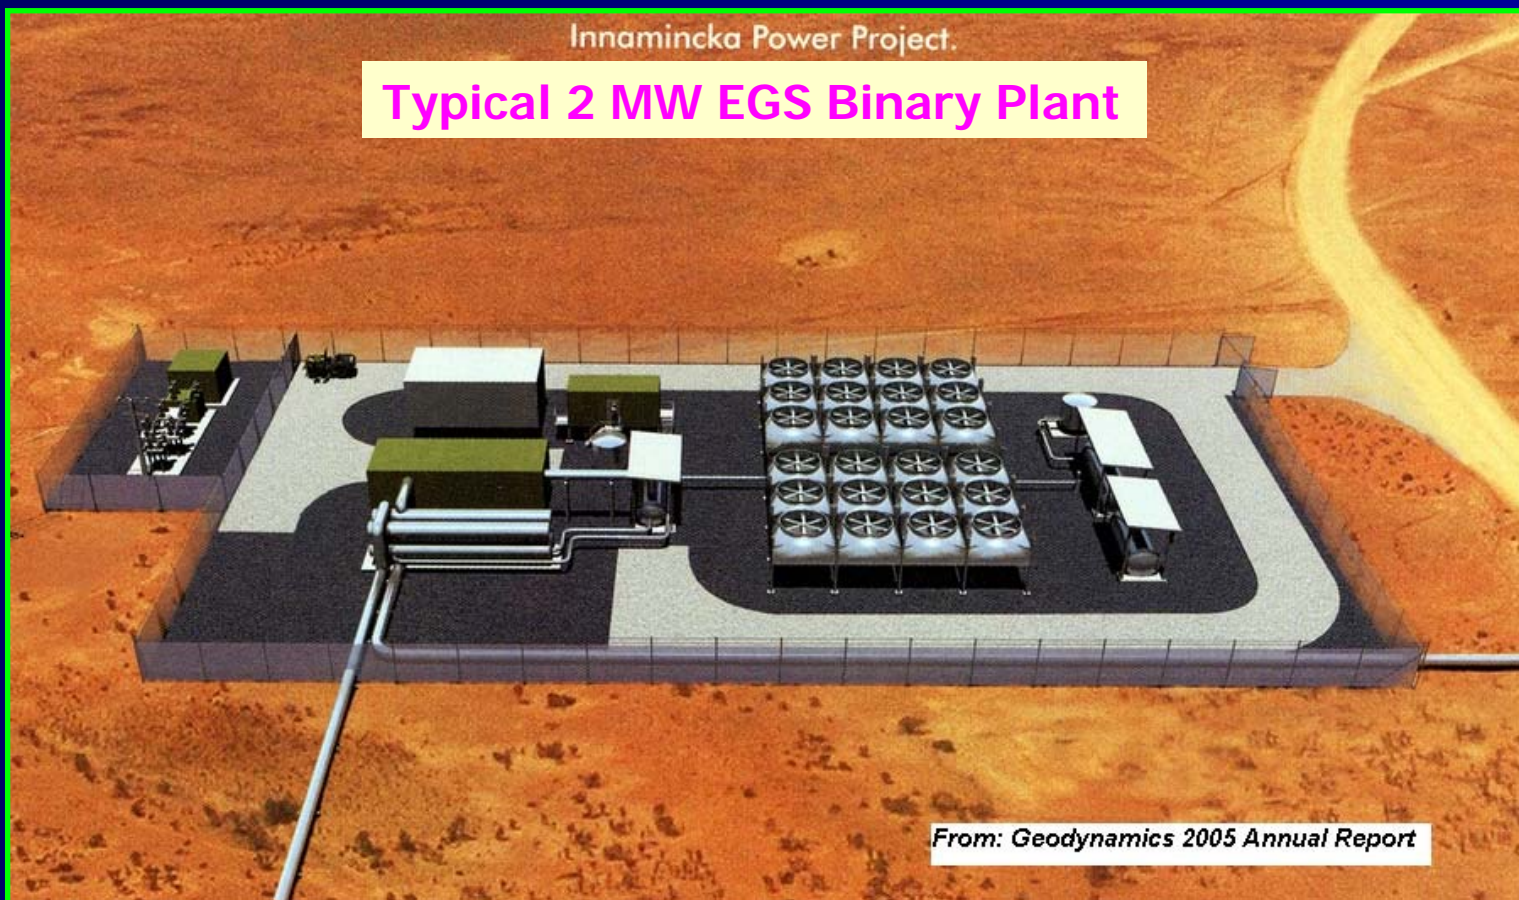 Innamincka Power Project.
Typical 2 MW EGS Binary Plant
From: Geodynamics 2005 Annual Report